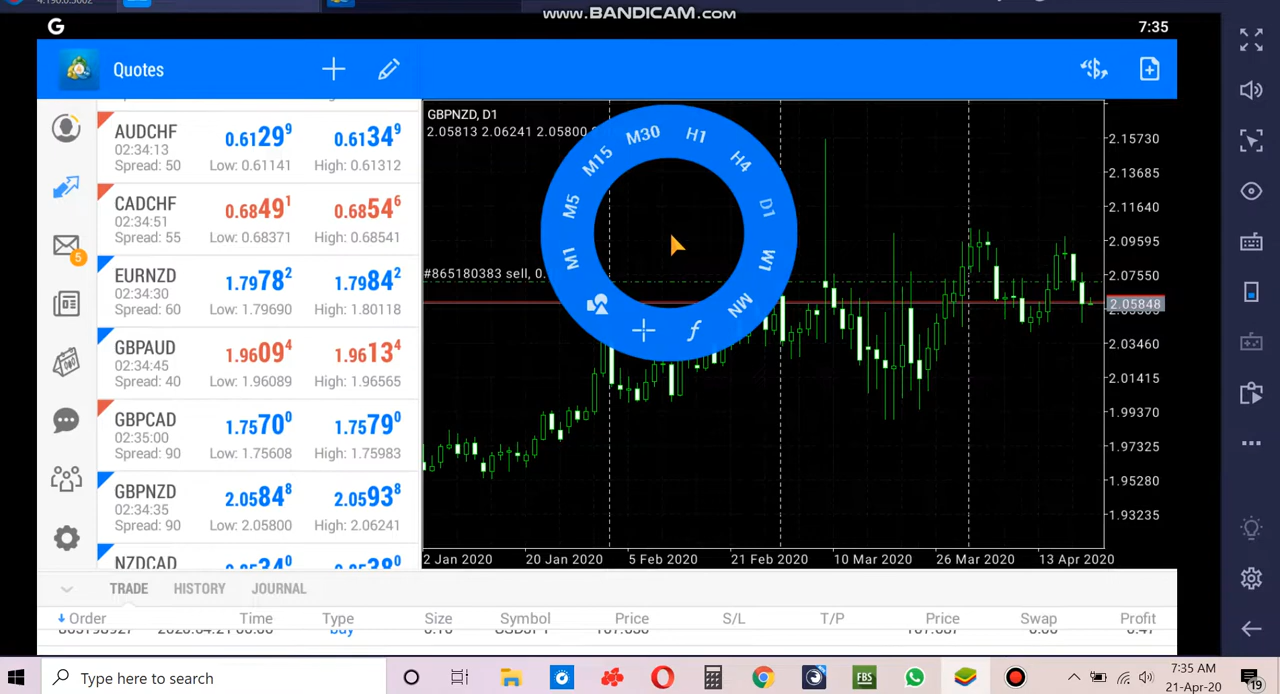 www.BANDICAM.com
G
7:35
Quotes
AUDCHF
02:34:13
Spread: 50
0.61299
Low: 0.61141
0.61349
High: 0.61312
CADCHF
02:34:51
Spread: 55
0.68491
Low: 0.68371
0.68546
High: 0.68541
EURNZD
02:34:30
Spread: 60
1.79782
Low: 1.79690
1.79842
High: 1.80118
GBPAUD
02:34:45
Spread: 40
1.96094
Low: 1.96089
1.96134
High: 1.96565
GBPCAD
02:35:00
Spread: 90
1.75700
Low: 1.75608
1.75790
High: 1.75983
GBPNZD
02:34:35
Spread: 90
2.05848
Low: 2.05800
2.05938
High: 2.06241
NZDCAD
5
GBPNZD, D1
2.05813 2.06241 2.05800
#865180383 sell, 0.
M1
M5
M15
M30
H1
H4
D1
W1
MN
f
2.15730
2.13685
2.11640
2.09595
2.07550
2.05848
2.03460
2.01415
1.99370
1.97325
1.95280
1.93235
2 Jan 2020
20 Jan 2020
5 Feb 2020
21 Feb 2020
10 Mar 2020
26 Mar 2020
13 Apr 2020
TRADE HISTORY JOURNAL
Order Time Type Size Symbol Price S/L T/P Price Swap Profit
buy
Type here to search
FBS
7:35 AM
21-Apr-20
19